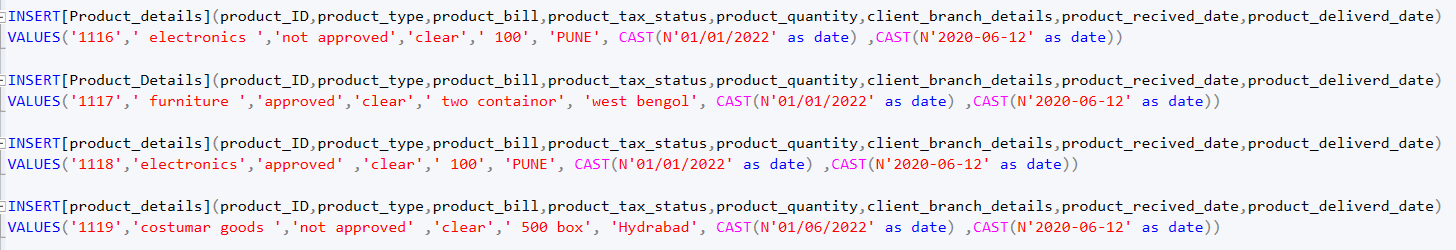 INSERT[Product_details](product_ID,product_type,product_bill,product_tax_status,product_quantity,client_branch_details,product_recived_date,product_deliverd_date)
VALUES('1116',' electronics ','not approved','clear',' 100', 'PUNE', CAST(N'01/01/2022' as date) ,CAST(N'2020-06-12' as date))
INSERT[Product_Details](product_ID,product_type,product_bill,product_tax_status,product_quantity,client_branch_details,product_recived_date,product_deliverd_date)
VALUES('1117',' furniture ','approved','clear',' two containor', 'west bengol', CAST(N'01/01/2022' as date) ,CAST(N'2020-06-12' as date))
INSERT[Product_details](product_ID,product_type,product_bill,product_tax_status,product_quantity,client_branch_details,product_recived_date,product_deliverd_date)
VALUES('1118','electronics','approved' ,'clear',' 100', 'PUNE', CAST(N'01/01/2022' as date) ,CAST(N'2020-06-12' as date))
INSERT[product_details](product_ID,product_type,product_bill,product_tax_status,product_quantity,client_branch_details,product_recived_date,product_deliverd_date)
VALUES('1119','costumar goods ','not approved' ,'clear',' 500 box', 'Hydrabad', CAST(N'01/06/2022' as date) ,CAST(N'2020-06-12' as date))